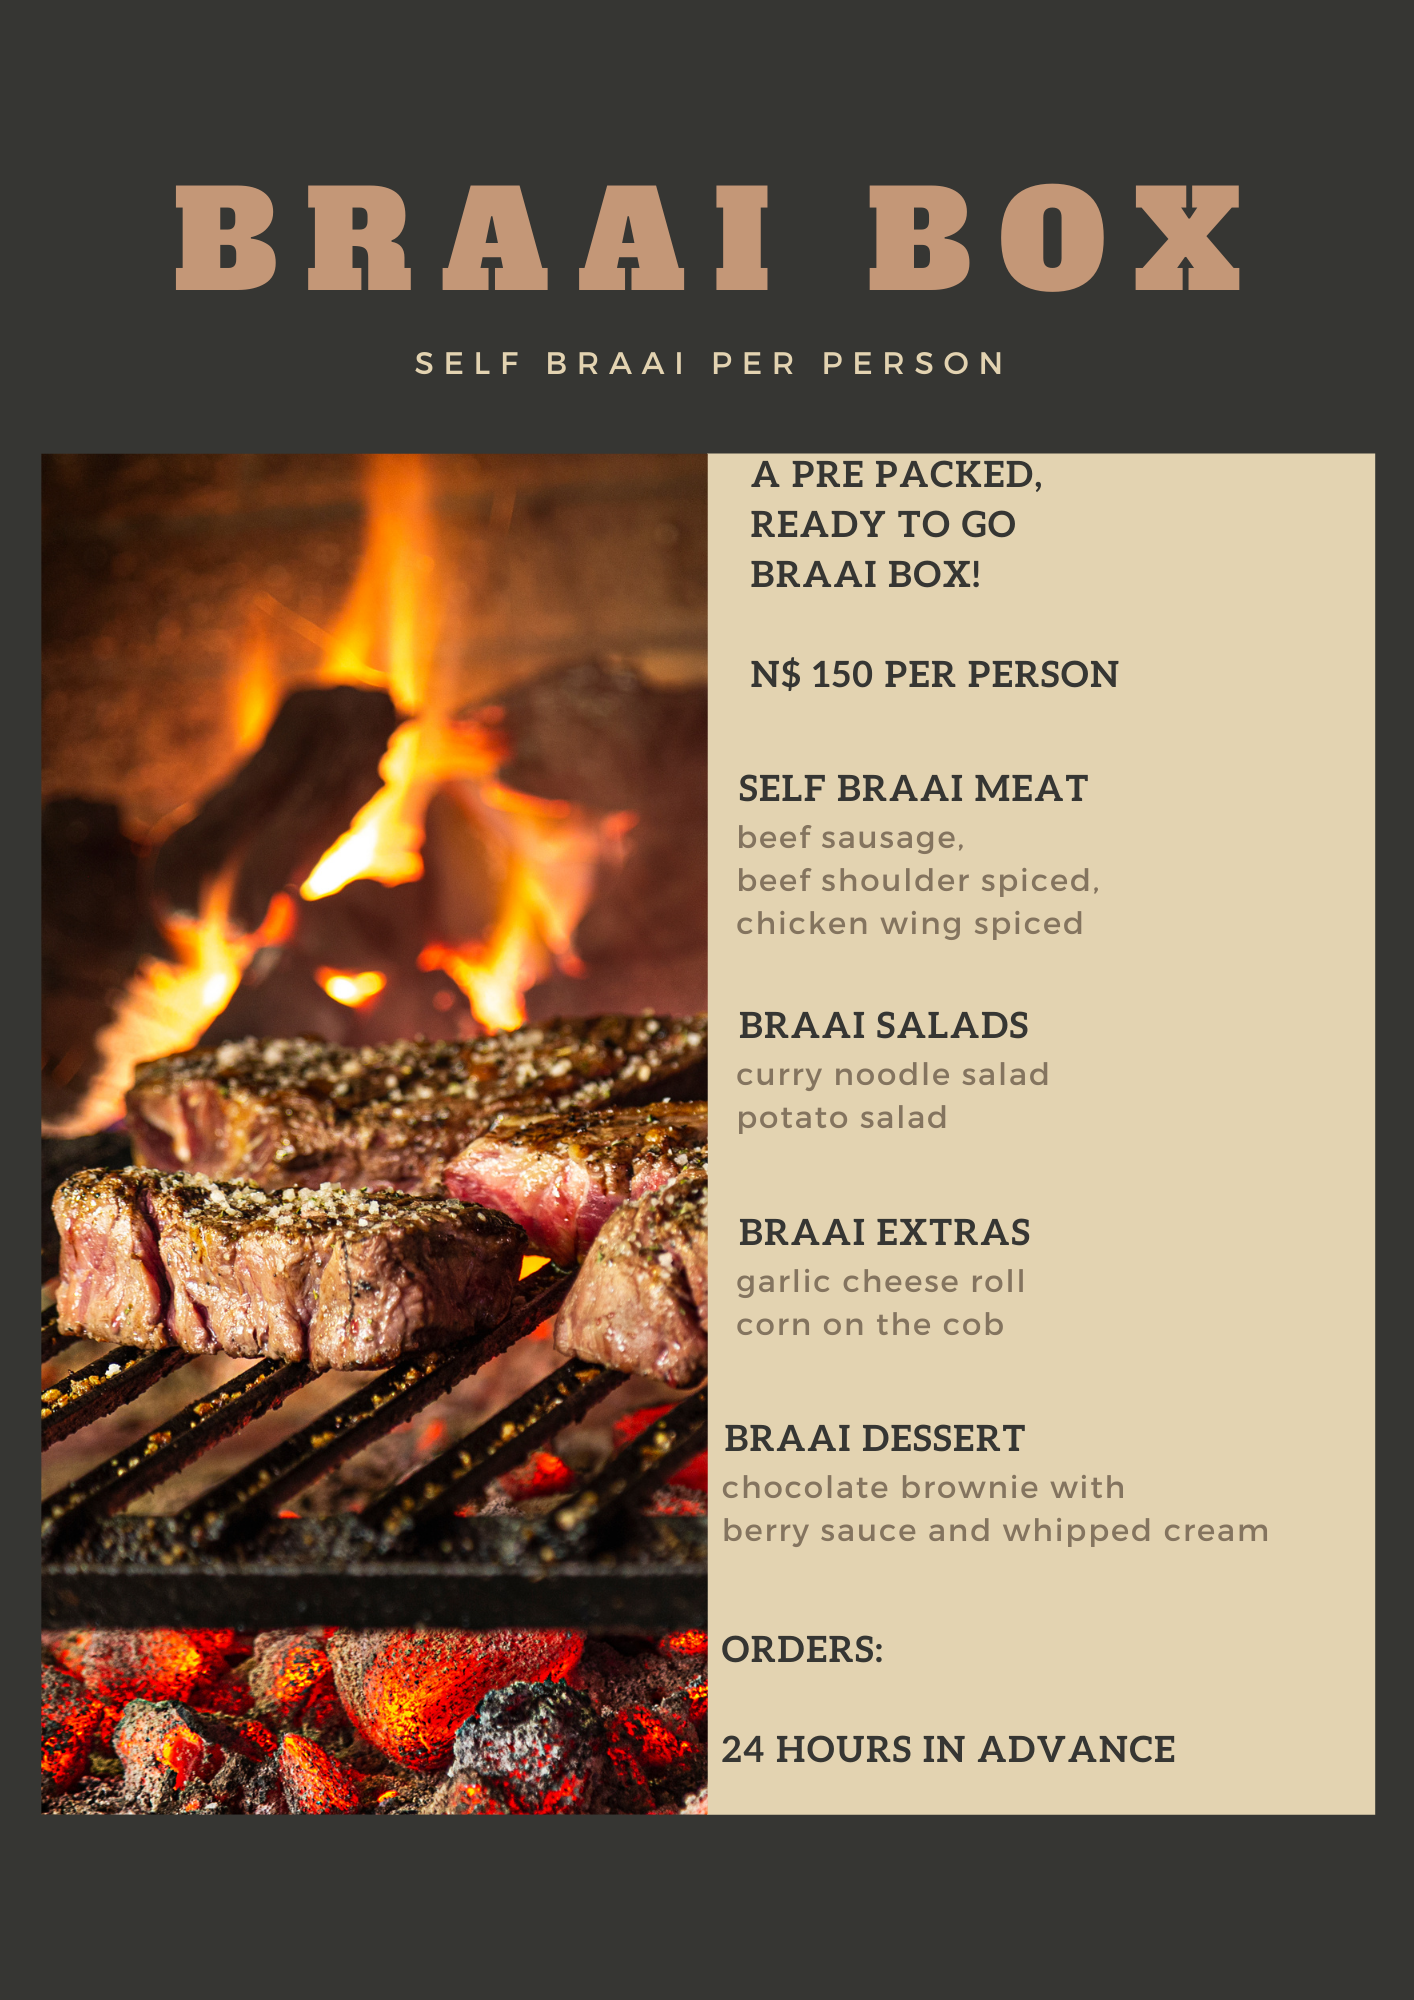 BRAAI BOX
SELF BRAAI PER PERSON
A PRE PACKED,
READY TO GO
BRAAI BOX!
N$ 150 PER PERSON
SELF BRAAI MEAT
beef sausage,
beef shoulder spiced,
chicken wing spiced
BRAAI SALADS
curry noodle salad
potato salad
BRAAI EXTRAS
garlic cheese roll
corn on the cob
BRAAI DESSERT
chocolate brownie with
berry sauce and whipped cream
ORDERS:
24 HOURS IN ADVANCE